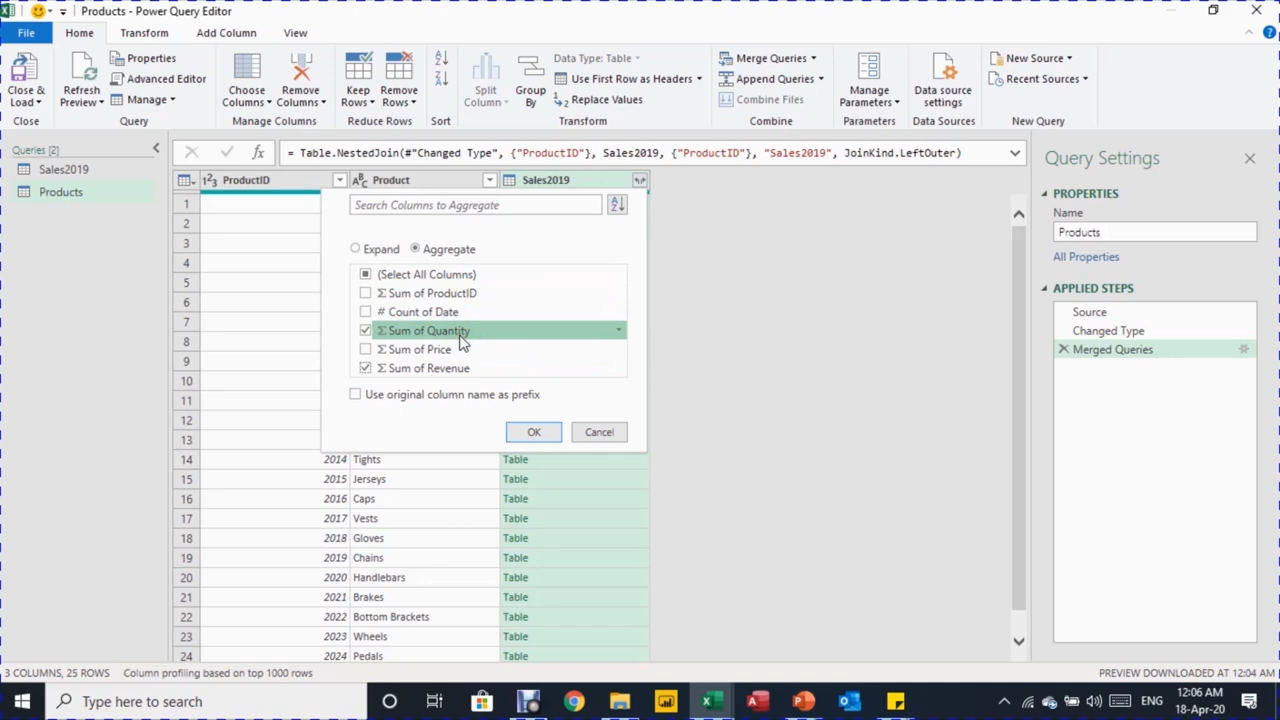 Products - Power Query Editor
File Home Transform Add Column View
Close & Load
Refresh Preview
Properties
Advanced Editor
Manage
Choose Columns
Remove Columns
Keep Rows
Remove Rows
Split Column
Group By
Data Type: Table
Use First Row as Headers
Replace Values
Merge Queries
Append Queries
Combine Files
Manage Parameters
Data source settings
New Source
Recent Sources
Close Query Manage Columns Reduce Rows Sort Transform Combine Parameters Data Sources New Query
Queries [2]
Sales2019
Products
fx = Table.NestedJoin(#"Changed Type", {"ProductID"}, Sales2019, {"ProductID"}, "Sales2019", JoinKind.LeftOuter)
123 ProductID ABC Product Sales2019
Search Columns to Aggregate
Expand Aggregate
(Select All Columns)
Σ Sum of ProductID
# Count of Date
Σ Sum of Quantity
Σ Sum of Price
Σ Sum of Revenue
Use original column name as prefix
OK Cancel
1
2
3
4
5
6
7
8
9
10
11
12
13
14 2014 Tights Table
15 2015 Jerseys Table
16 2016 Caps Table
17 2017 Vests Table
18 2018 Gloves Table
19 2019 Chains Table
20 2020 Handlebars Table
21 2021 Brakes Table
22 2022 Bottom Brackets Table
23 2023 Wheels Table
24 2024 Pedals Table
Query Settings
PROPERTIES
Name
Products
All Properties
APPLIED STEPS
Source
Changed Type
Merged Queries
3 COLUMNS, 25 ROWS Column profiling based on top 1000 rows PREVIEW DOWNLOADED AT 12:04 AM
Type here to search
ENG
12:06 AM
18-Apr-20